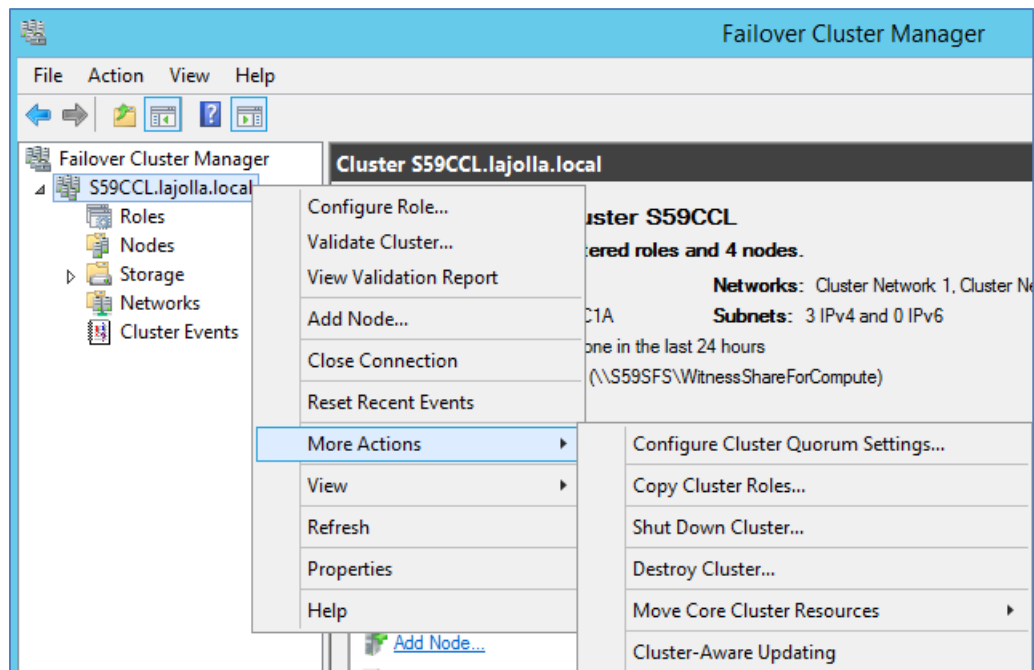 Failover Cluster Manager
File Action View Help
Failover Cluster Manager
S59CCL.lajolla.local
Roles
Nodes
Storage
Networks
Cluster Events
Cluster S59CCL.lajolla.local
Cluster S59CCL
ered roles and 4 nodes.
Networks: Cluster Network 1, Cluster Ne
C1A Subnets: 3 IPv4 and 0 IPv6
one in the last 24 hours
(\\S59SFS\WitnessShareForCompute)
Configure Role...
Validate Cluster...
View Validation Report
Add Node...
Close Connection
Reset Recent Events
More Actions
View
Refresh
Properties
Help
Configure Cluster Quorum Settings...
Copy Cluster Roles...
Shut Down Cluster...
Destroy Cluster...
Move Core Cluster Resources
Cluster-Aware Updating
Add Node...